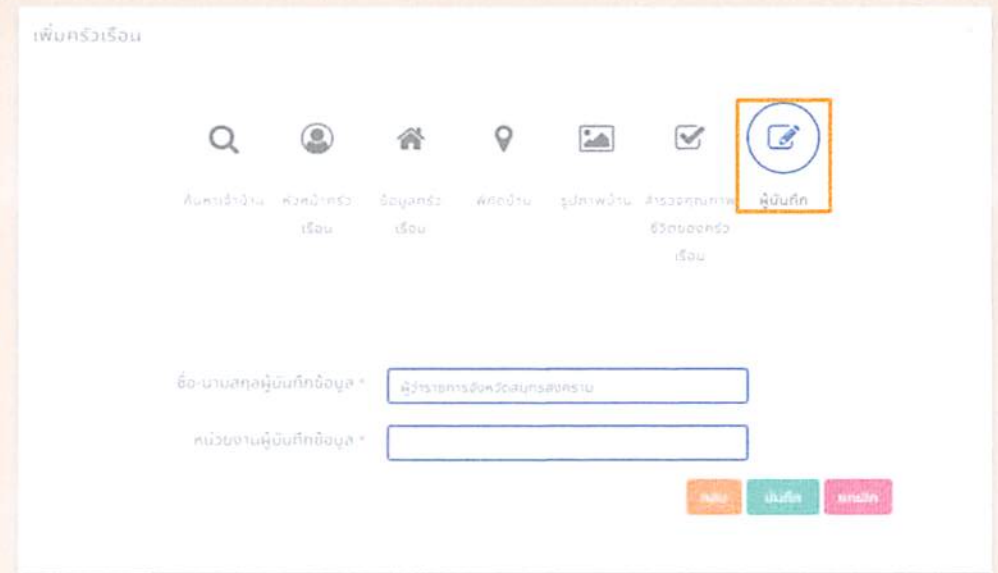 เพิ่มครัวเรือน
ค้นหาเจ้าบ้าน
หัวหน้าครัว
เรือน
ข้อมูลครัว
เรือน
พิกัดบ้าน
รูปภาพบ้าน
สำรวจคุณภาพ
ชีวิตของครัว
เรือน
ผู้บันทึก
ชื่อ-นามสกุลผู้บันทึกข้อมูล *
ผู้ว่าราชการจังหวัดสมุทรสงคราม
หน่วยงานผู้บันทึกข้อมูล *
กลับ
บันทึก
ยกเลิก